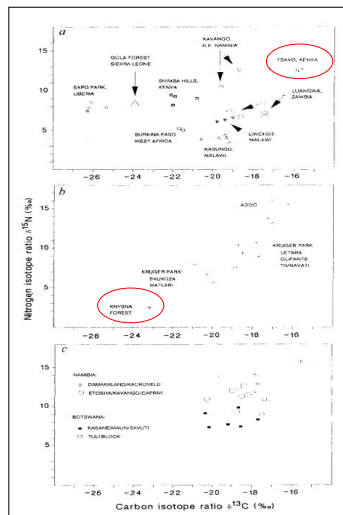 a
KAVANGO,
N.E. NAMIBIA
TSAVO, KENYA
GOLA FOREST
SIERRA LEONE
SAPO PARK,
LIBERIA
SHIMBA HILLS,
KENYA
LUANGWA,
ZAMBIA
BURKINA FASO
WEST AFRICA
LIWONDE,
MALAWI
KASUNGU,
MALAWI
15
10
5
-26 -24 -22 -20 -18 -16
b
ADDO
KRUGER PARK:
LETABA
OLIFANTS
TIMBAVATI
KRUGER PARK:
SKUKUZA
MATLARI
KNYSNA
FOREST
15
10
5
-26 -24 -22 -20 -18 -16
c
NAMIBIA:
DAMARALAND/KAOKOVELD
ETOSHA/KAVANGO/CAPRIVI
BOTSWANA:
KASANE/MAUN/SAVUTI
TULI BLOCK
15
10
5
-26 -24 -22 -20 -18 -16
Nitrogen isotope ratio δ15N (‰)
Carbon isotope ratio δ13C (‰)